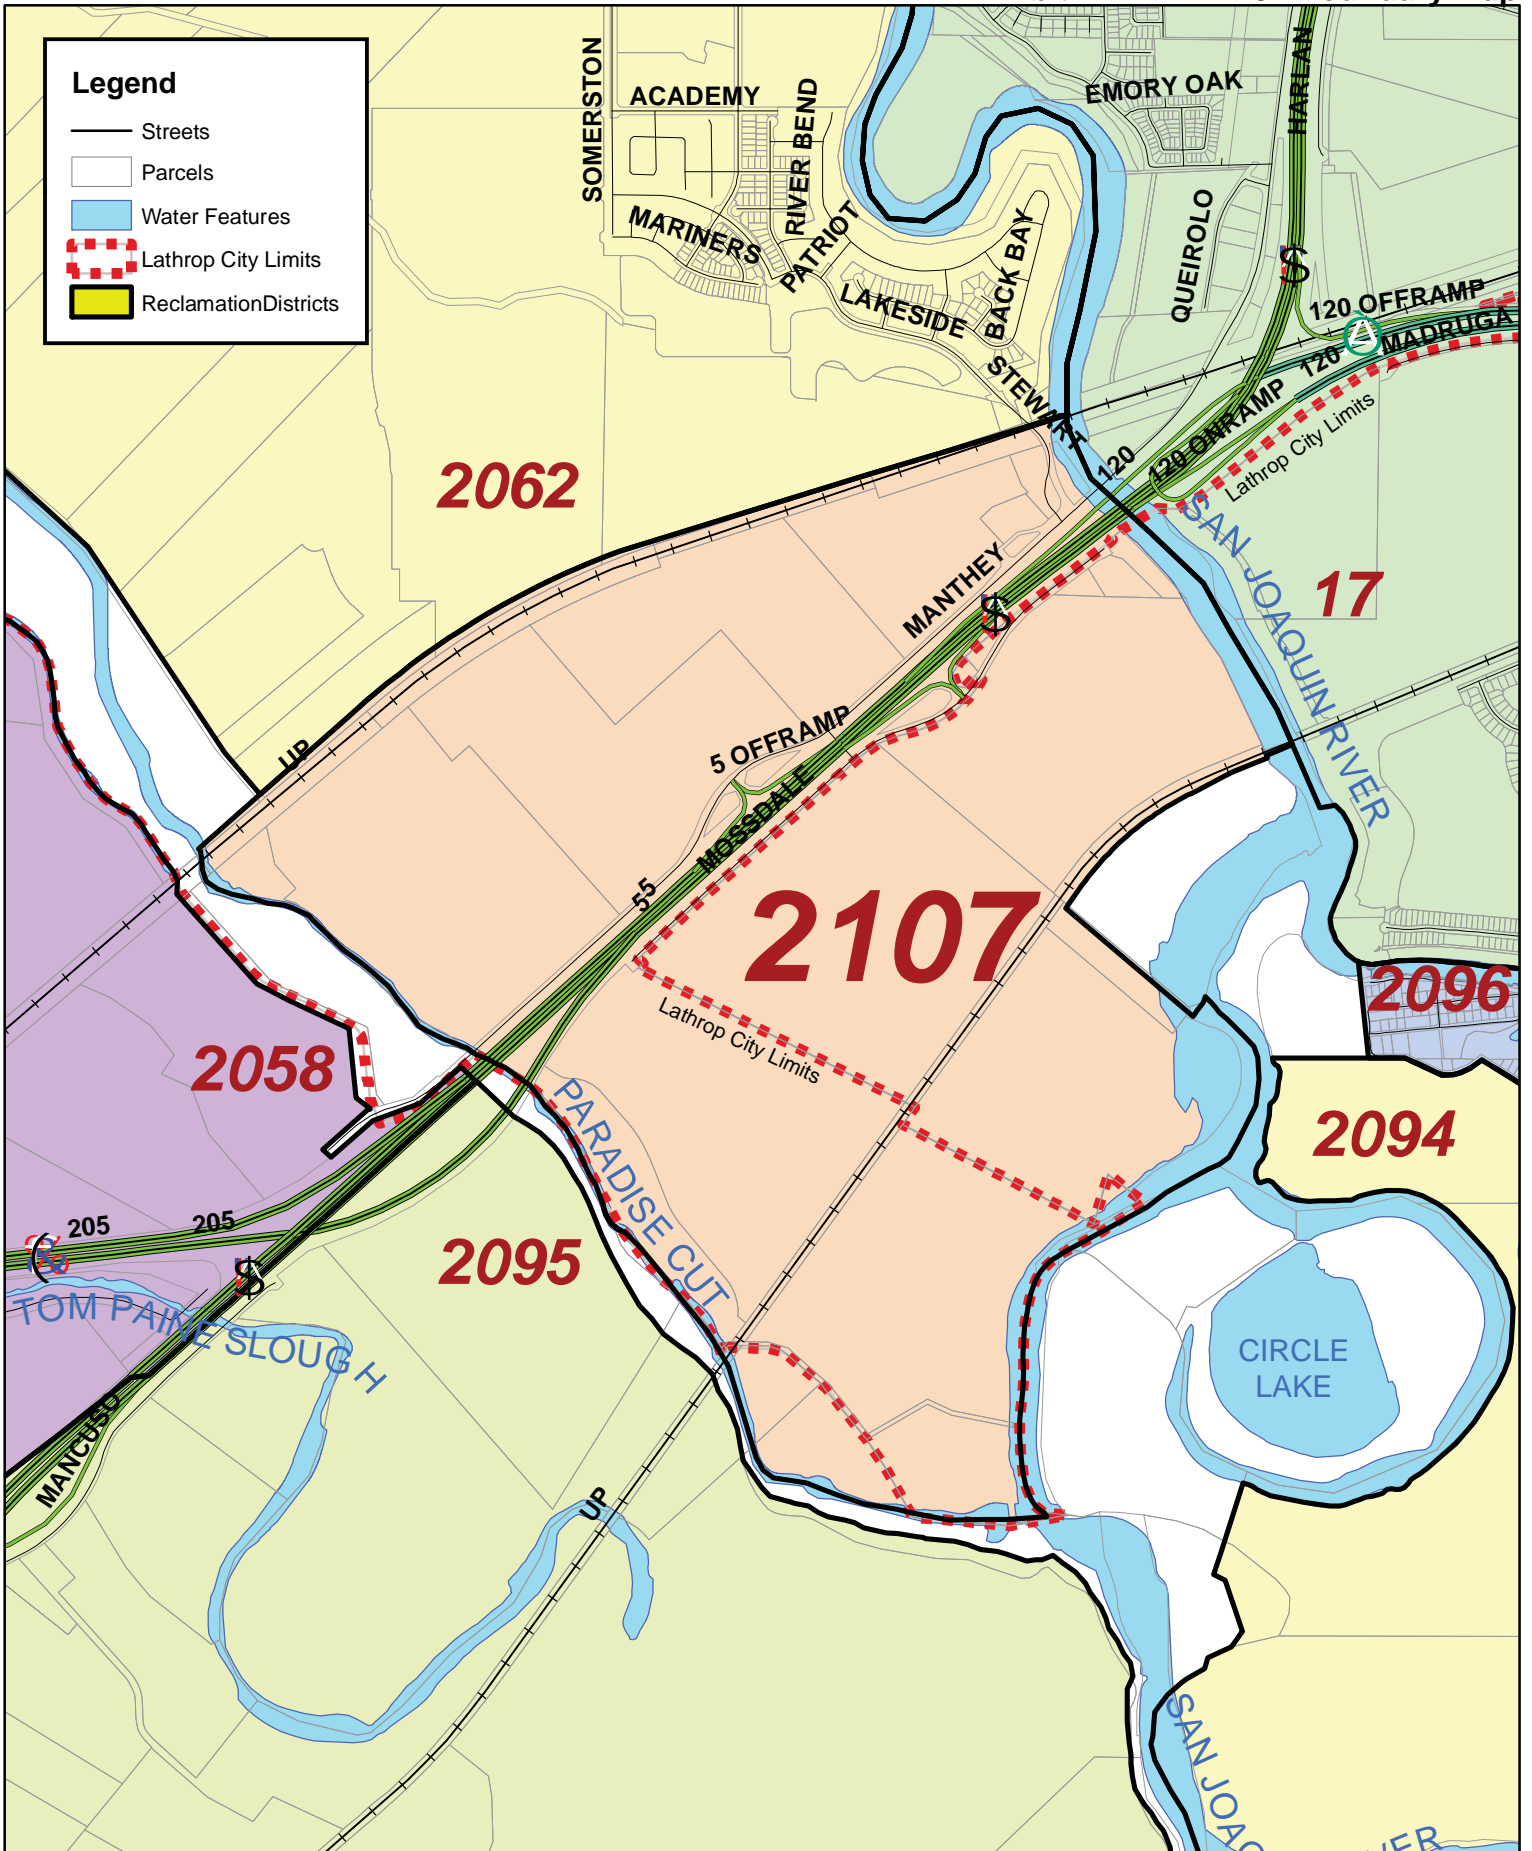 Legend
Streets
Parcels
Water Features
Lathrop City Limits
ReclamationDistricts
SOMERSTON
ACADEMY
RIVER BEND
MARINERS
PATRIOT
LAKESIDE
BACK BAY
EMORY OAK
HARLAN
QUEIROLO
120 OFFRAMP
MADRUGA
120
120 ONRAMP
Lathrop City Limits
120
2062
SAN JOAQUIN RIVER
17
MANTHEY
UP
5 OFFRAMP
MOSSDALE
5
5
2107
Lathrop City Limits
2096
2058
PARADISE CUT
2094
205
205
2095
TOM PAINE SLOUGH
CIRCLE
LAKE
MANCUSO
UP